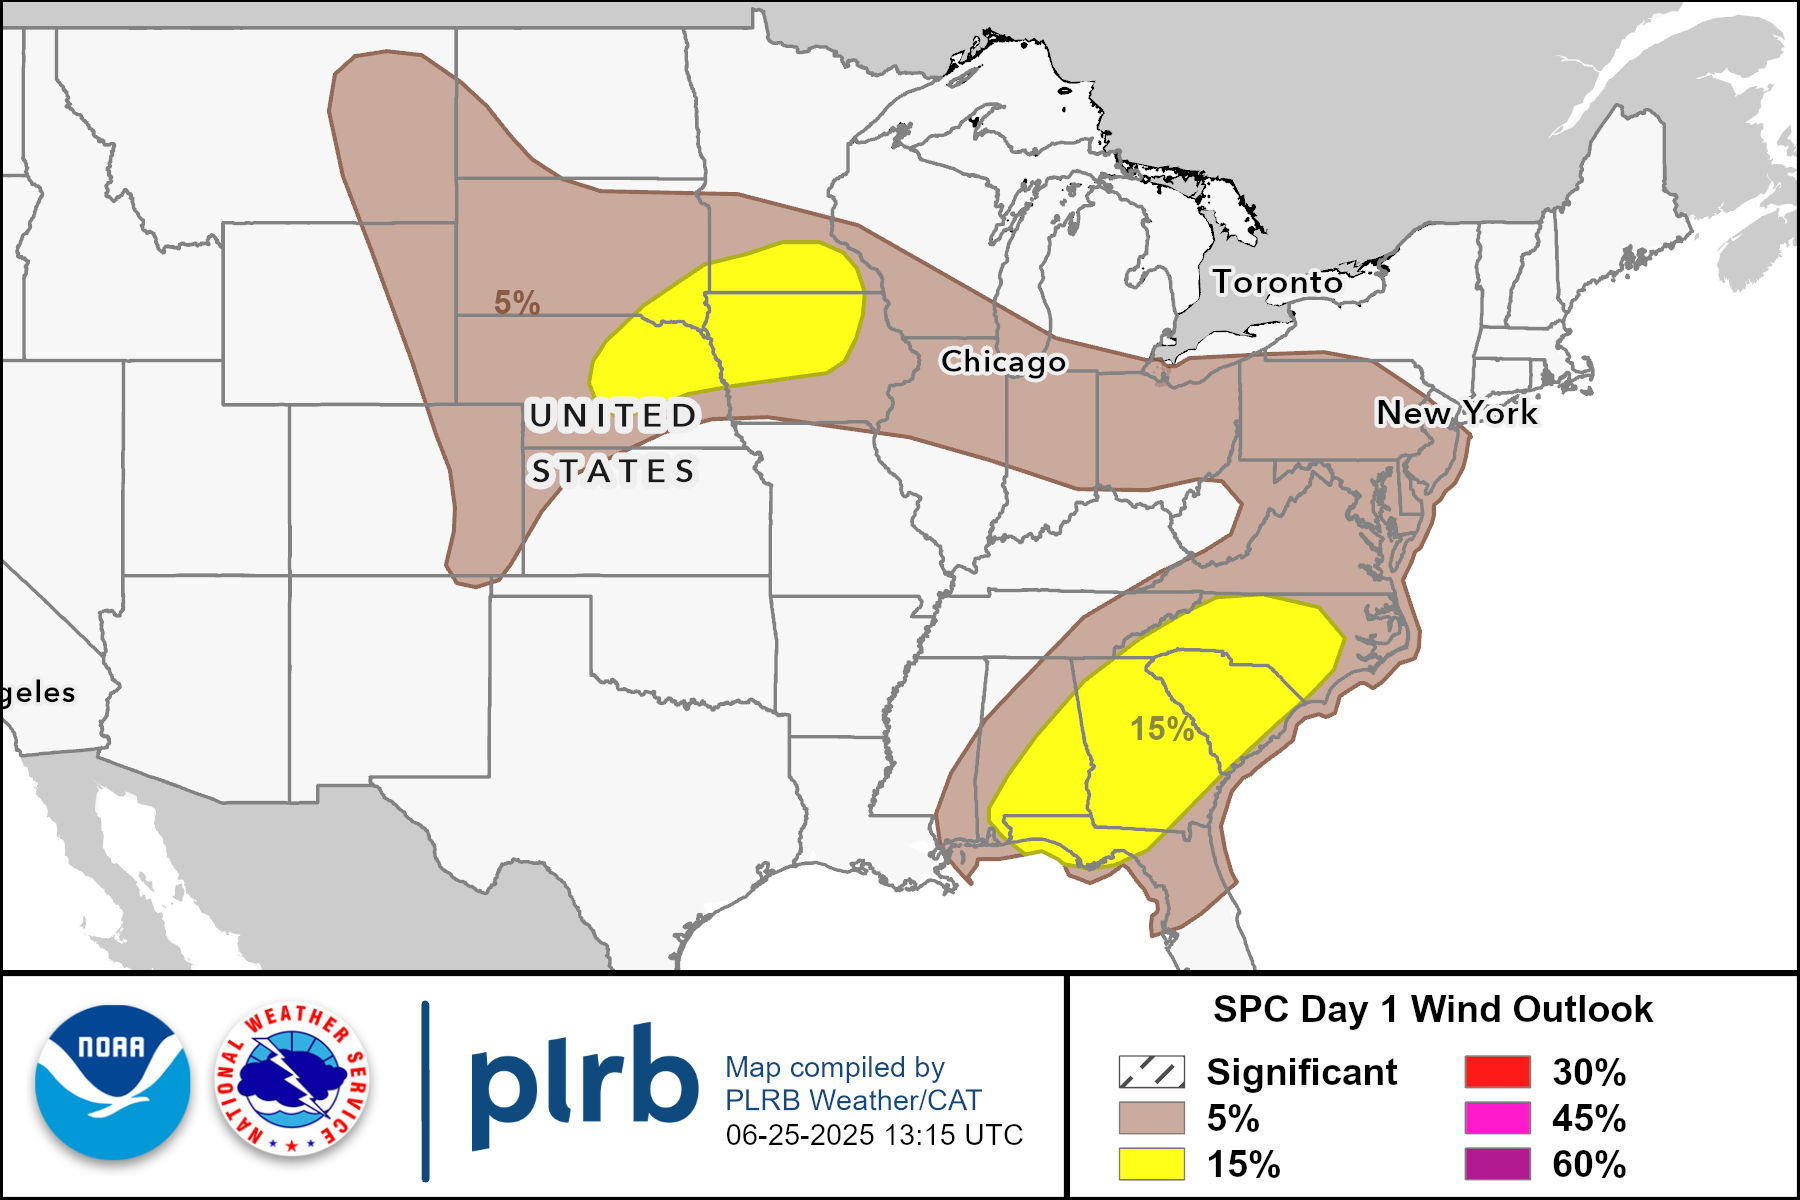 Toronto
5%
Chicago
New York
UNITED
STATES
geles
15%
NOAA
NATIONAL WEATHER SERVICE
plrb
Map compiled by
PLRB Weather/CAT
06-25-2025 13:15 UTC
SPC Day 1 Wind Outlook
Significant
5%
15%
30%
45%
60%